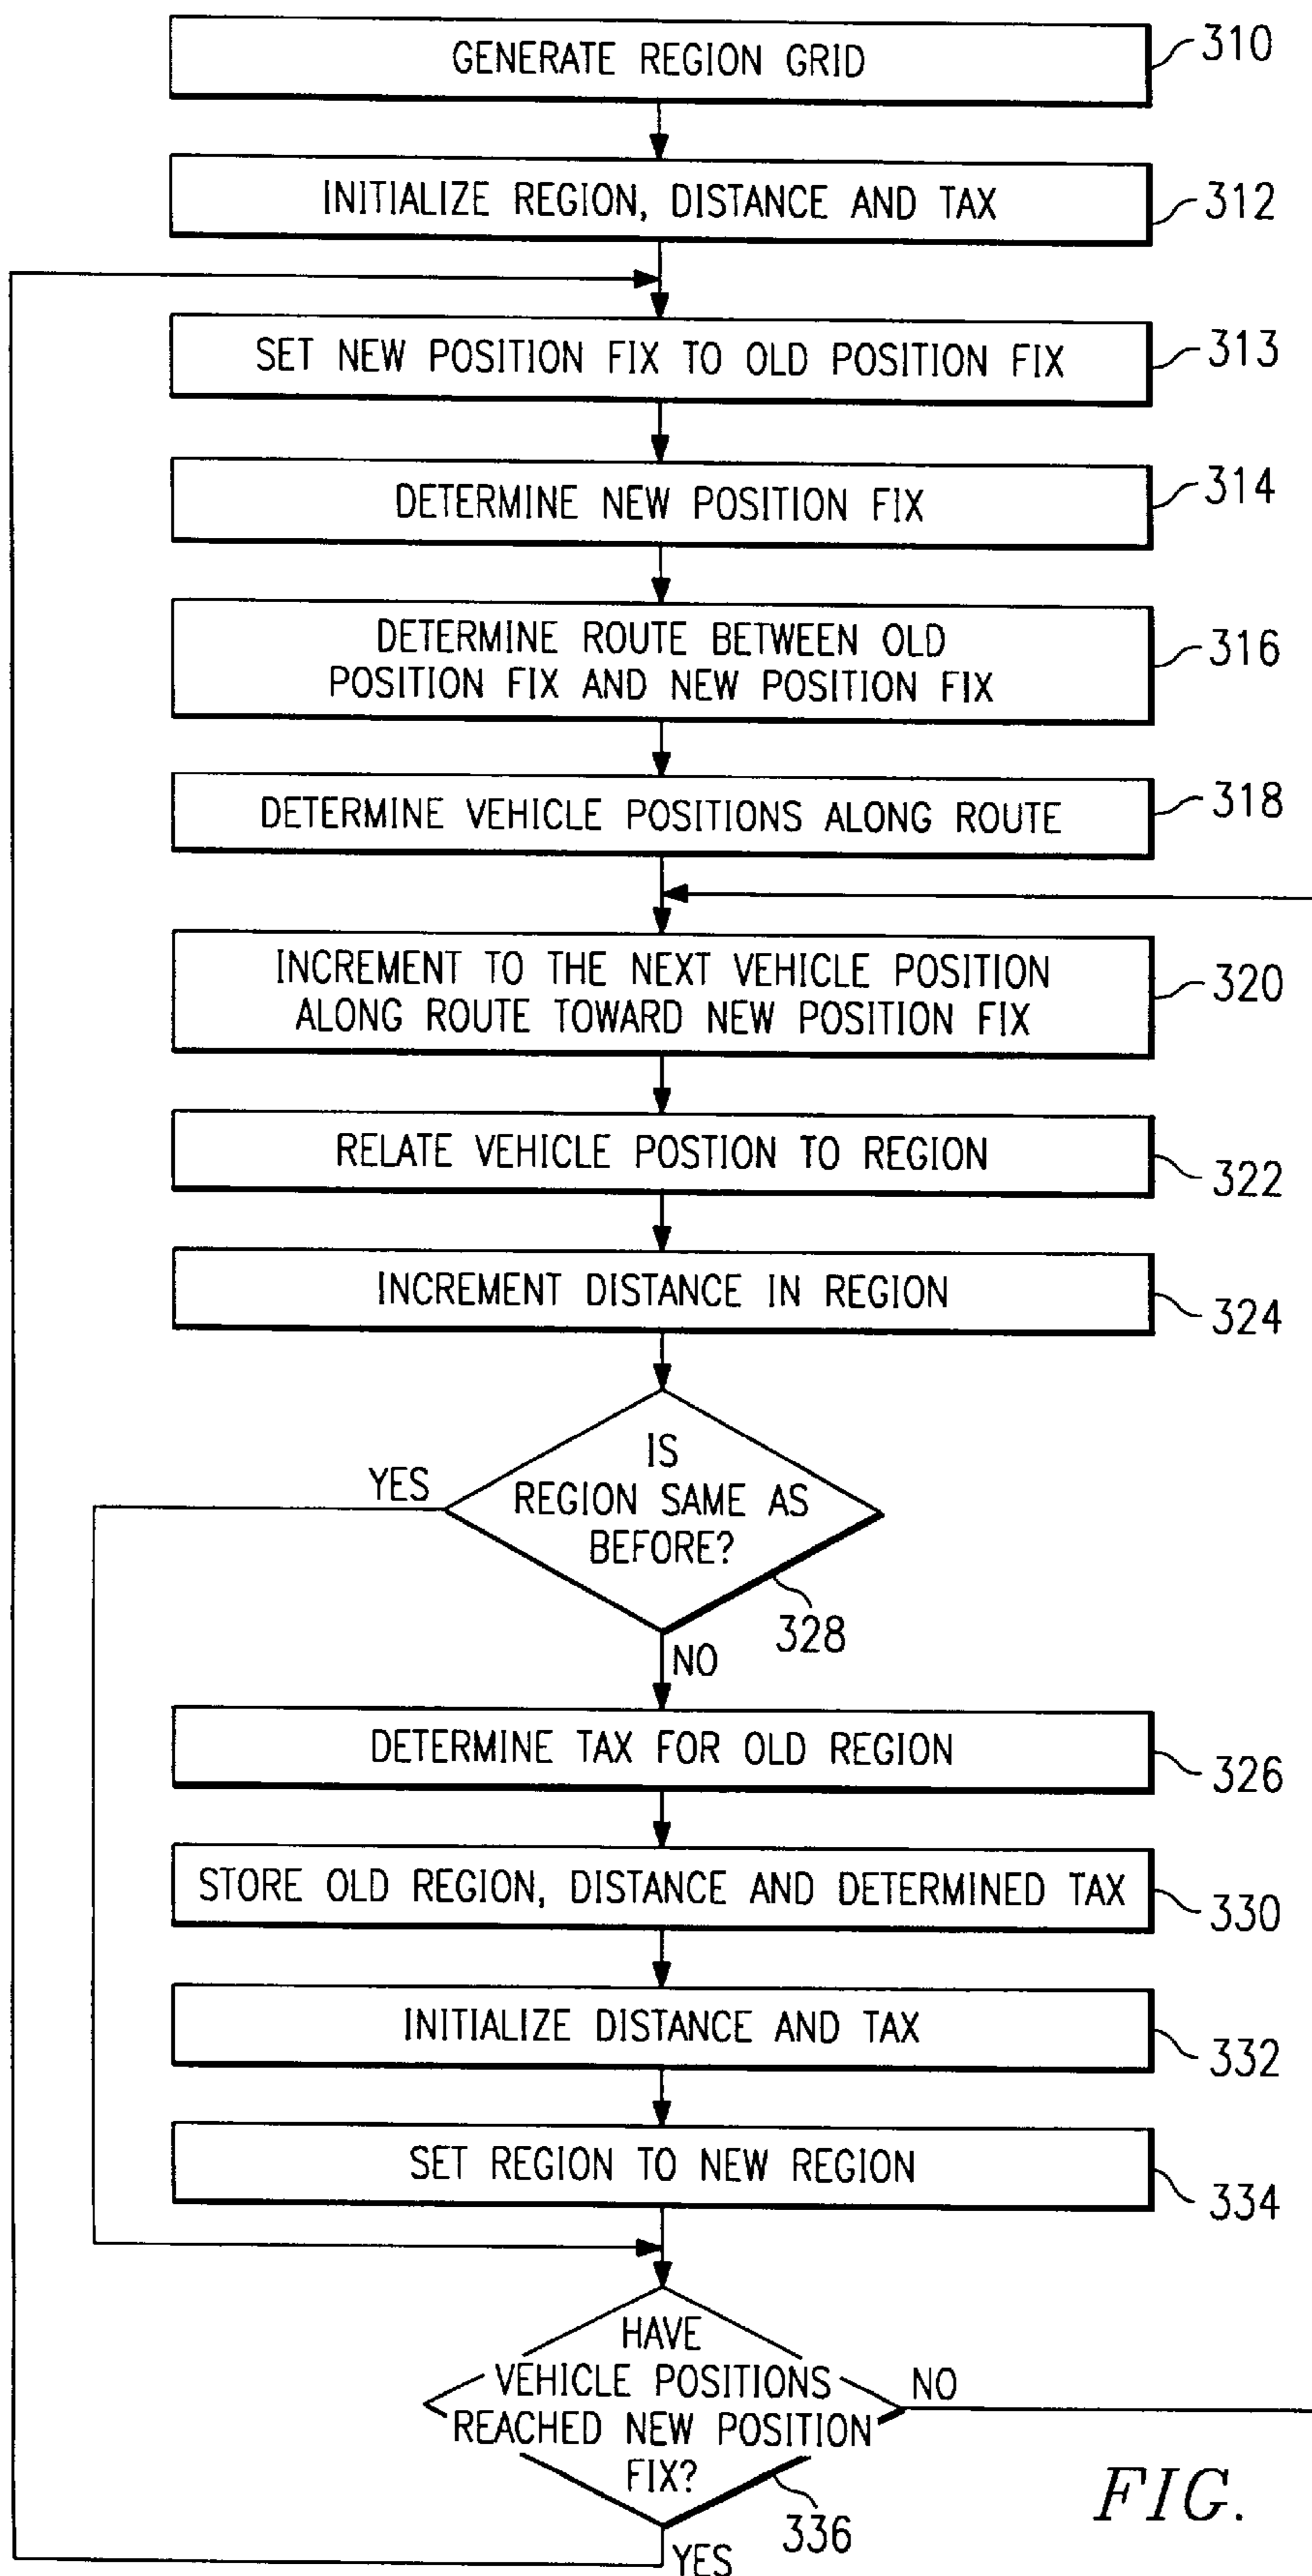 GENERATE REGION GRID
310
INITIALIZE REGION, DISTANCE AND TAX
312
SET NEW POSITION FIX TO OLD POSITION FIX
313
DETERMINE NEW POSITION FIX
314
DETERMINE ROUTE BETWEEN OLD
POSITION FIX AND NEW POSITION FIX
316
DETERMINE VEHICLE POSITIONS ALONG ROUTE
318
INCREMENT TO THE NEXT VEHICLE POSITION
ALONG ROUTE TOWARD NEW POSITION FIX
320
RELATE VEHICLE POSTION TO REGION
322
INCREMENT DISTANCE IN REGION
324
IS
REGION SAME AS
BEFORE?
YES
328
NO
DETERMINE TAX FOR OLD REGION
326
STORE OLD REGION, DISTANCE AND DETERMINED TAX
330
INITIALIZE DISTANCE AND TAX
332
SET REGION TO NEW REGION
334
HAVE
VEHICLE POSITIONS
REACHED NEW POSITION
FIX?
NO
336
YES
FIG.